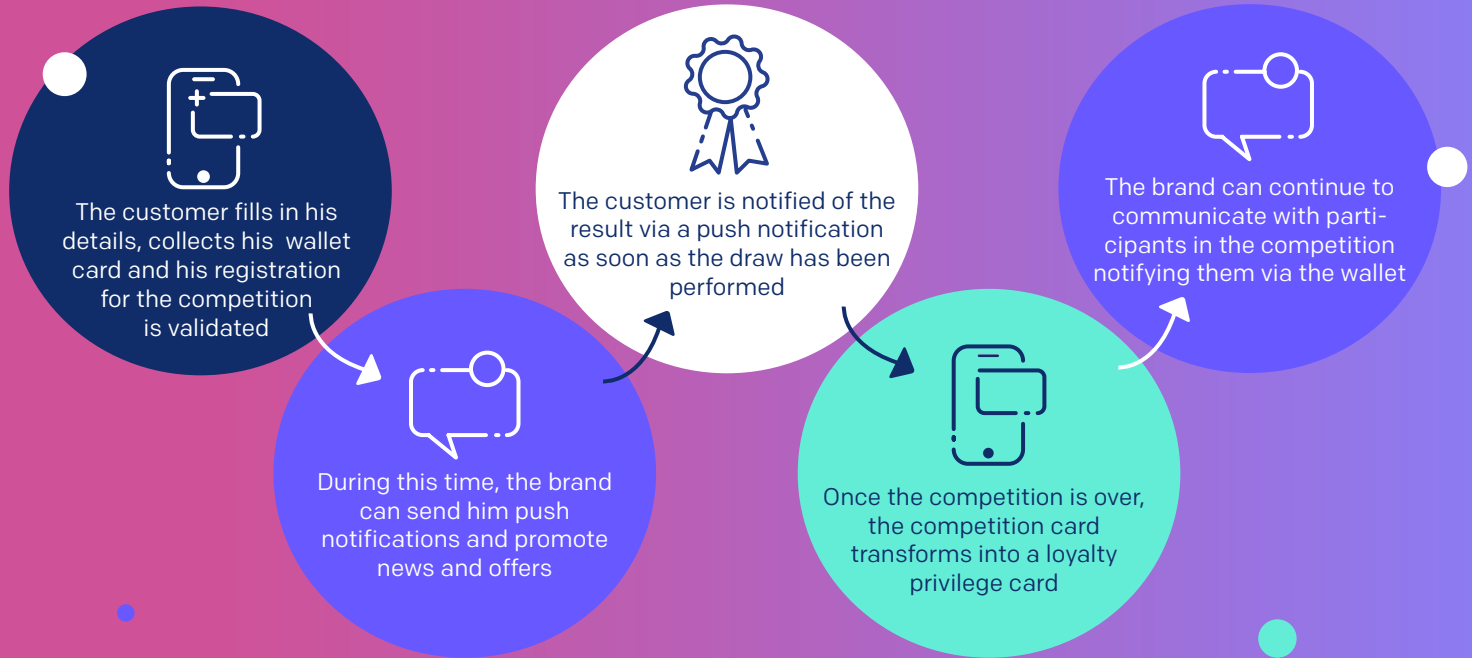 The customer fills in his
details, collects his  wallet
card and his registration
for the competition
is validated
During this time, the brand
can send him push
notifications and promote
news and offers
The customer is notified of the
result via a push notification
as soon as the draw has been
performed
Once the competition is over,
the competition card
transforms into a loyalty
privilege card
The brand can continue to
communicate with parti-
cipants in the competition
notifying them via the wallet